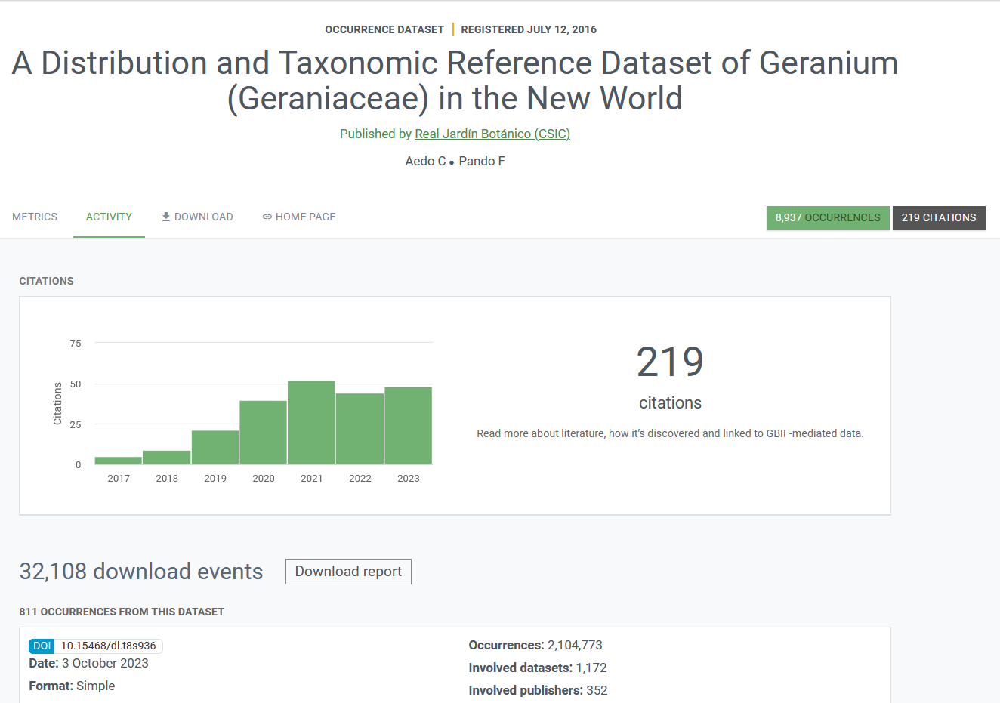 OCCURRENCE DATASET | REGISTERED JULY 12, 2016
A Distribution and Taxonomic Reference Dataset of Geranium
(Geraniaceae) in the New World
Published by Real Jardín Botánico (CSIC)
Aedo C • Pando F
METRICS ACTIVITY DOWNLOAD HOME PAGE 8,937 OCCURRENCES 219 CITATIONS
CITATIONS
75
50
25
0
Citations
2017 2018 2019 2020 2021 2022 2023
219
citations
Read more about literature, how it's discovered and linked to GBIF-mediated data.
32,108 download events Download report
811 OCCURRENCES FROM THIS DATASET
DOI 10.15468/dl.t8s936
Date: 3 October 2023
Format: Simple
Occurrences: 2,104,773
Involved datasets: 1,172
Involved publishers: 352